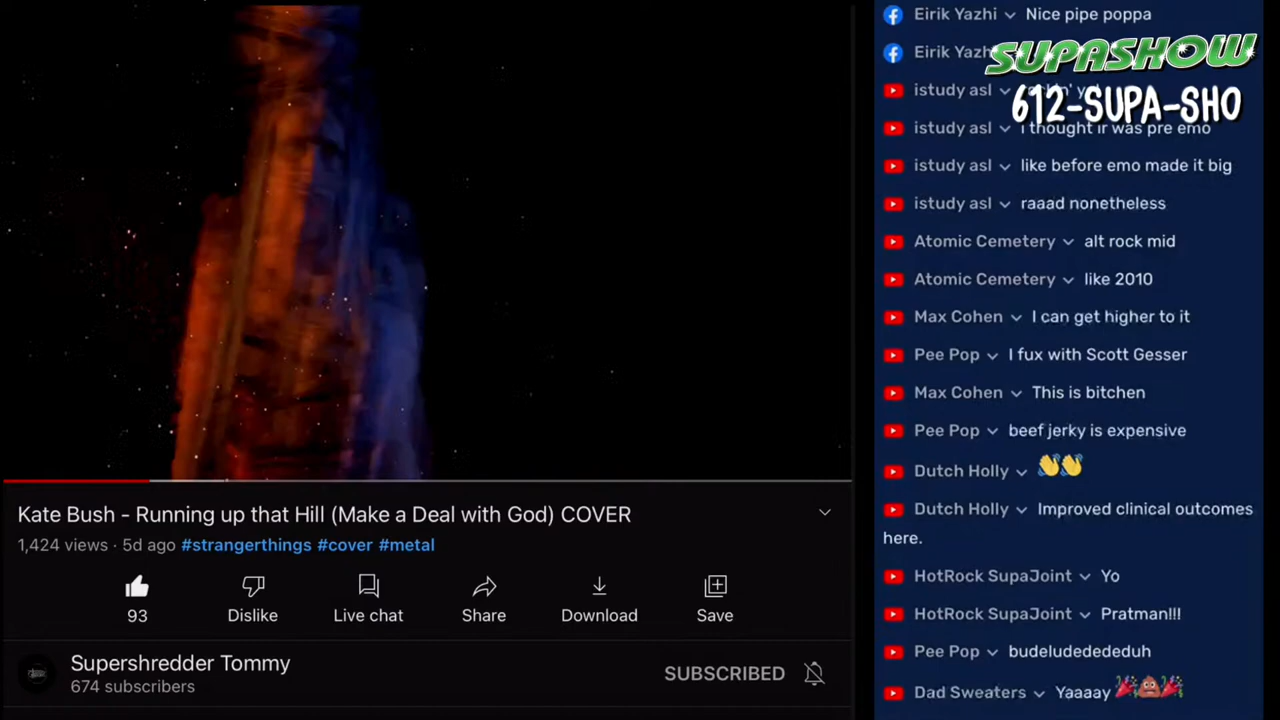 Eirik Yazhi Nice pipe poppa
Eirik Yazh
SUPASHOW
612-SUPA-SHO
istudy asl
istudy asl i thought ir was pre emo
istudy asl like before emo made it big
istudy asl raaad nonetheless
Atomic Cemetery alt rock mid
Atomic Cemetery like 2010
Max Cohen I can get higher to it
Pee Pop I fux with Scott Gesser
Max Cohen This is bitchen
Pee Pop beef jerky is expensive
Dutch Holly 👋👋
Dutch Holly Improved clinical outcomes
here.
HotRock SupaJoint Yo
HotRock SupaJoint Pratman!!!
Pee Pop budeludedededuh
Dad Sweaters Yaaaay 🎉💩🎉
Kate Bush - Running up that Hill (Make a Deal with God) COVER
1,424 views · 5d ago #strangerthings #cover #metal
93 Dislike Live chat Share Download Save
Supershredder Tommy
674 subscribers
SUBSCRIBED